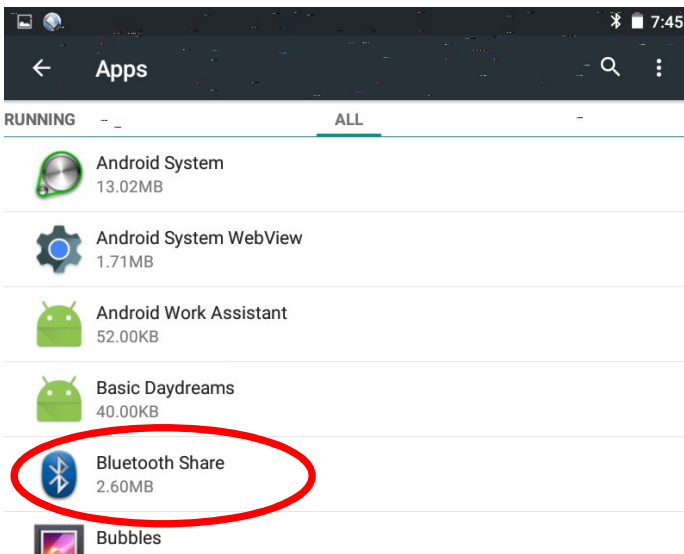 7:45
Apps
RUNNING ALL
Android System
13.02MB
Android System WebView
1.71MB
Android Work Assistant
52.00KB
Basic Daydreams
40.00KB
Bluetooth Share
2.60MB
Bubbles